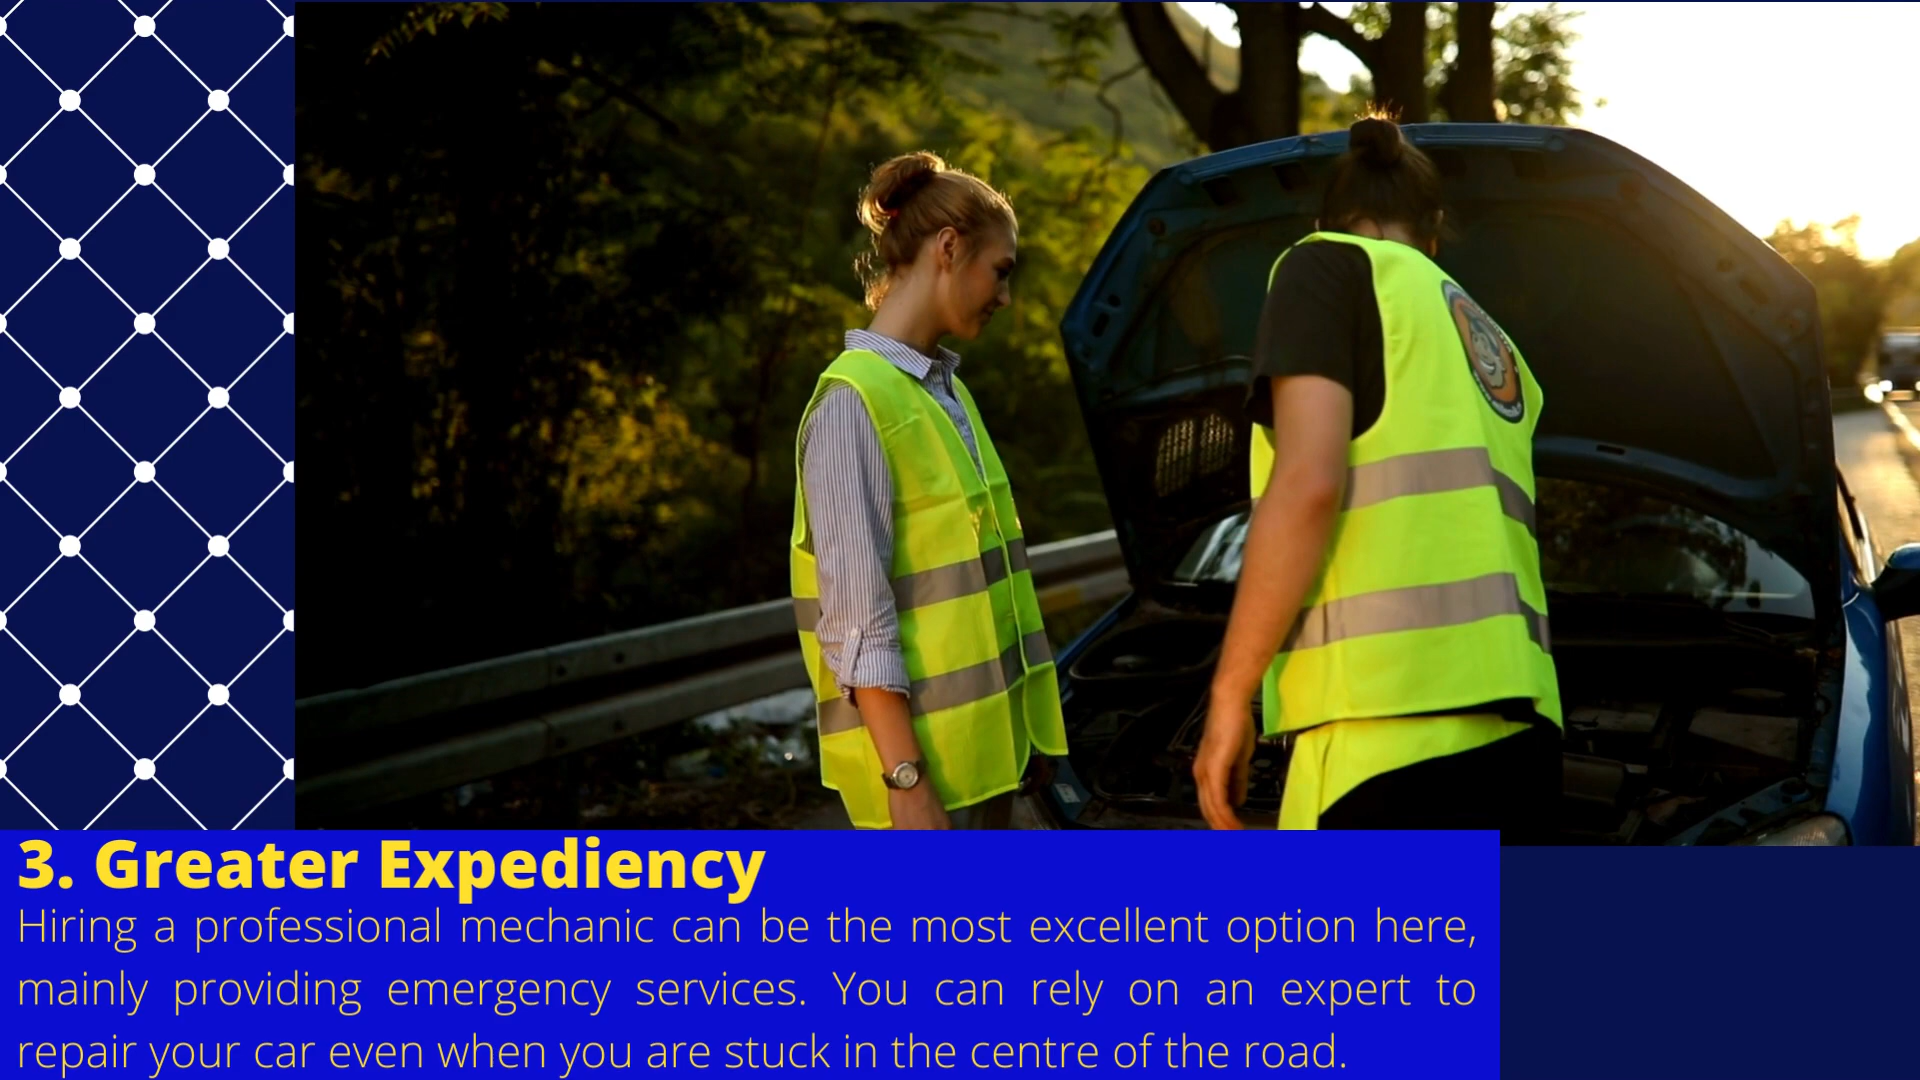 3. Greater Expediency
Hiring a professional mechanic can be the most excellent option here,
mainly providing emergency services. You can rely on an expert to
repair your car even when you are stuck in the centre of the road.